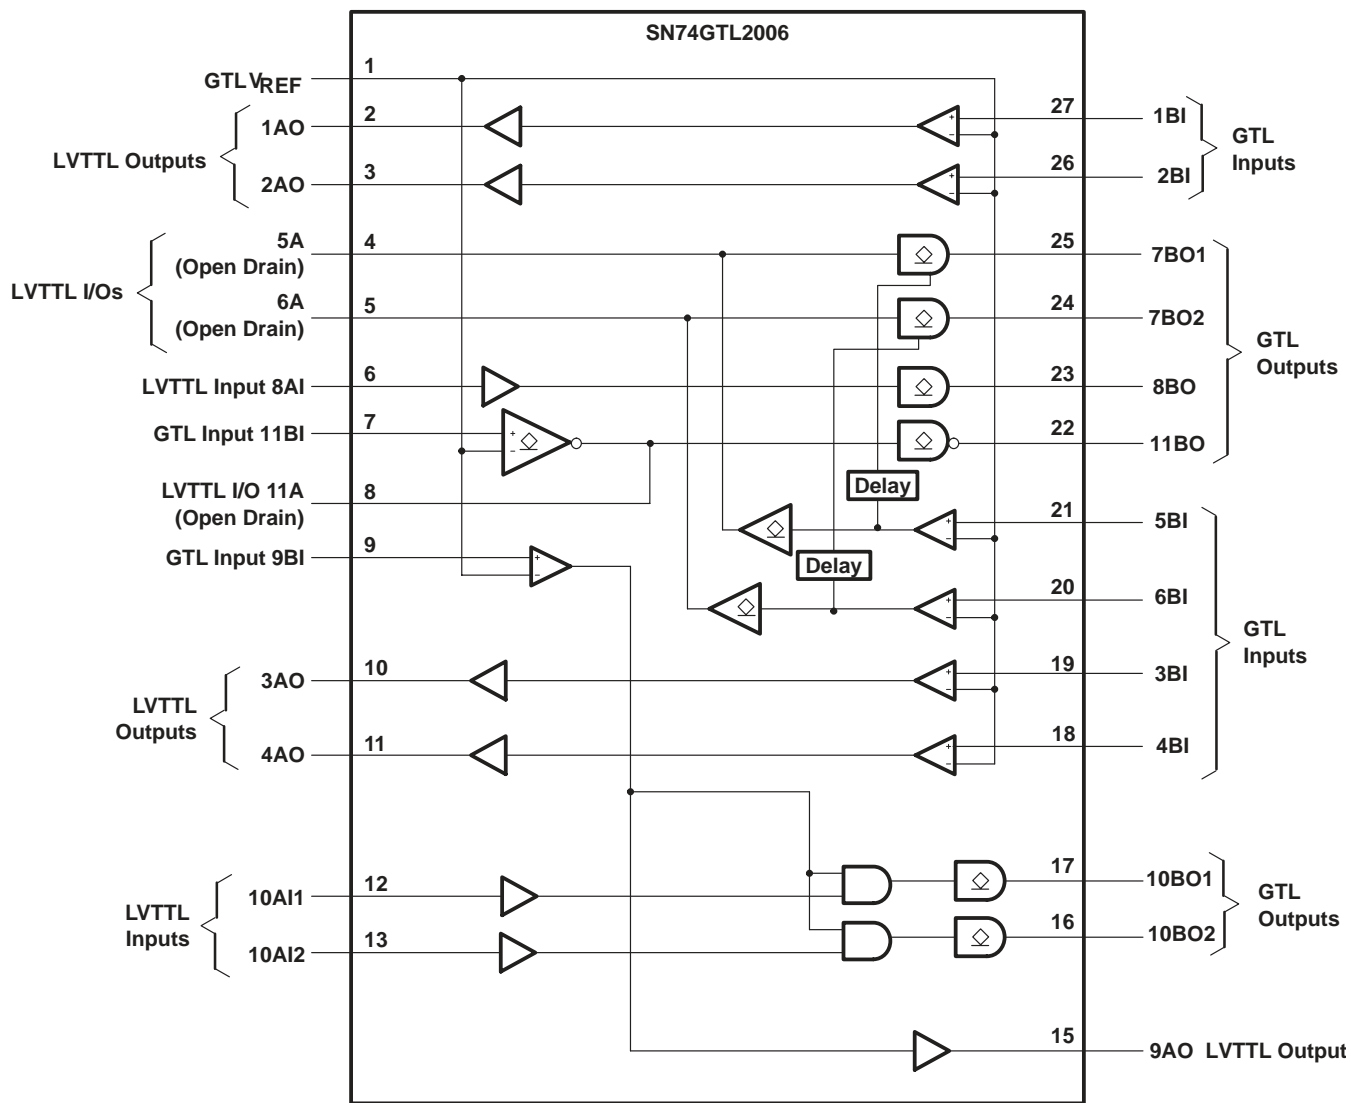 SN74GTL2006
GTLVREF 1
1AO 2
LVTTL Outputs
2AO 3
27 1BI
GTL
Inputs
26 2BI
5A 4
(Open Drain)
LVTTL I/Os
6A 5
(Open Drain)
25 7BO1
24 7BO2
GTL
Outputs
LVTTL Input 8AI 6
23 8BO
GTL Input 11BI 7
22 11BO
LVTTL I/O 11A 8
(Open Drain)
Delay
21 5BI
GTL Input 9BI 9
Delay
20 6BI
GTL
Inputs
3AO 10
19 3BI
LVTTL
Outputs
4AO 11
18 4BI
10AI1 12
LVTTL
Inputs
10AI2 13
17 10BO1
GTL
Outputs
16 10BO2
15 9AO LVTTL Output